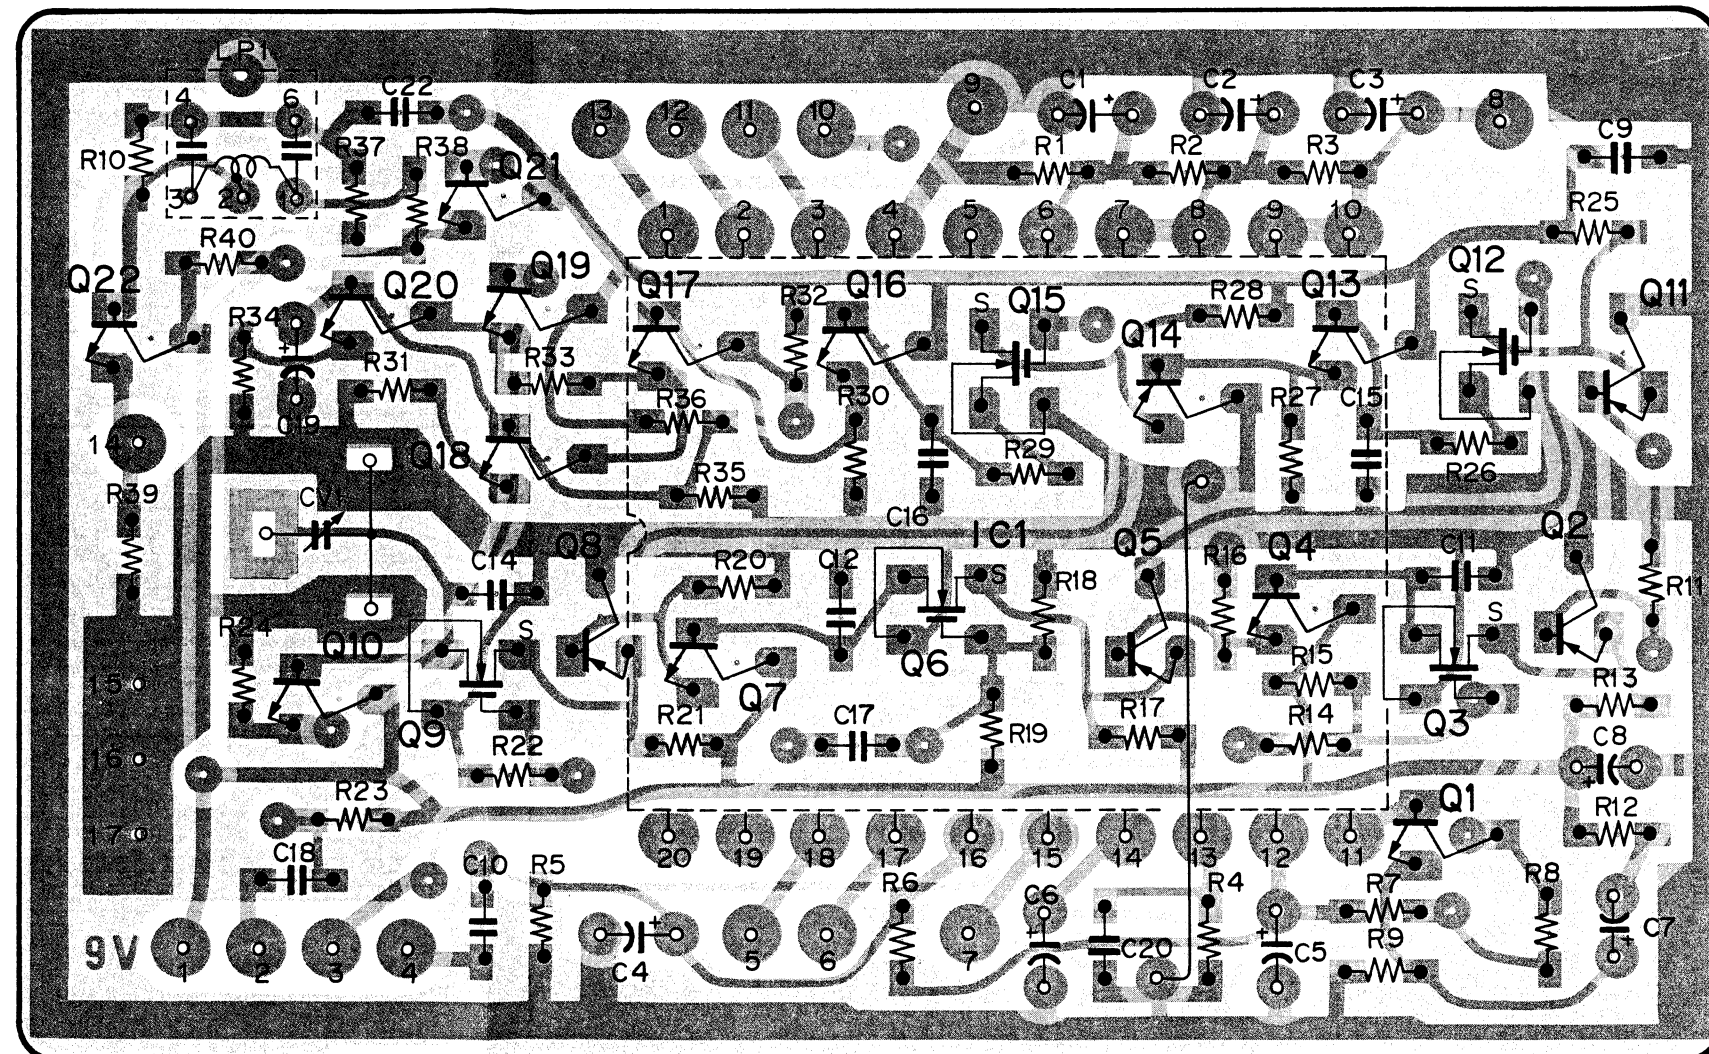 LP1
C22
C1 C2 C3
4 6 13 12 11 10 9 8
C9
R10 R37 R38 Q21 R1 R2 R3
3 2 1
R25
1 2 3 4 5 6 7 8 9 10
R40
Q22 Q20 Q19 Q17 R32 Q16 S Q15 R28 Q13 Q12 S Q11
R34 Q14
R31 R33
C19 R36 R30 R27 C15
14 Q18 R29 R26
R39 CV1 R35
C16 IC1
C14 Q8 R20 C12 S R18 Q5 R16 Q4 C11 Q2
R11
R24 Q10 S Q6 S
15 Q9 Q7 R15 R13
R21 C17 R19 R17 R14 Q3
16 R22 C8
R23 Q1 R12
17
20 19 18 17 16 15 14 13 12 11
C18 C10 R5 R6 C6 R4 R7 R8
9V C4 C20 C5 R9 C7
1 2 3 4 5 6 7